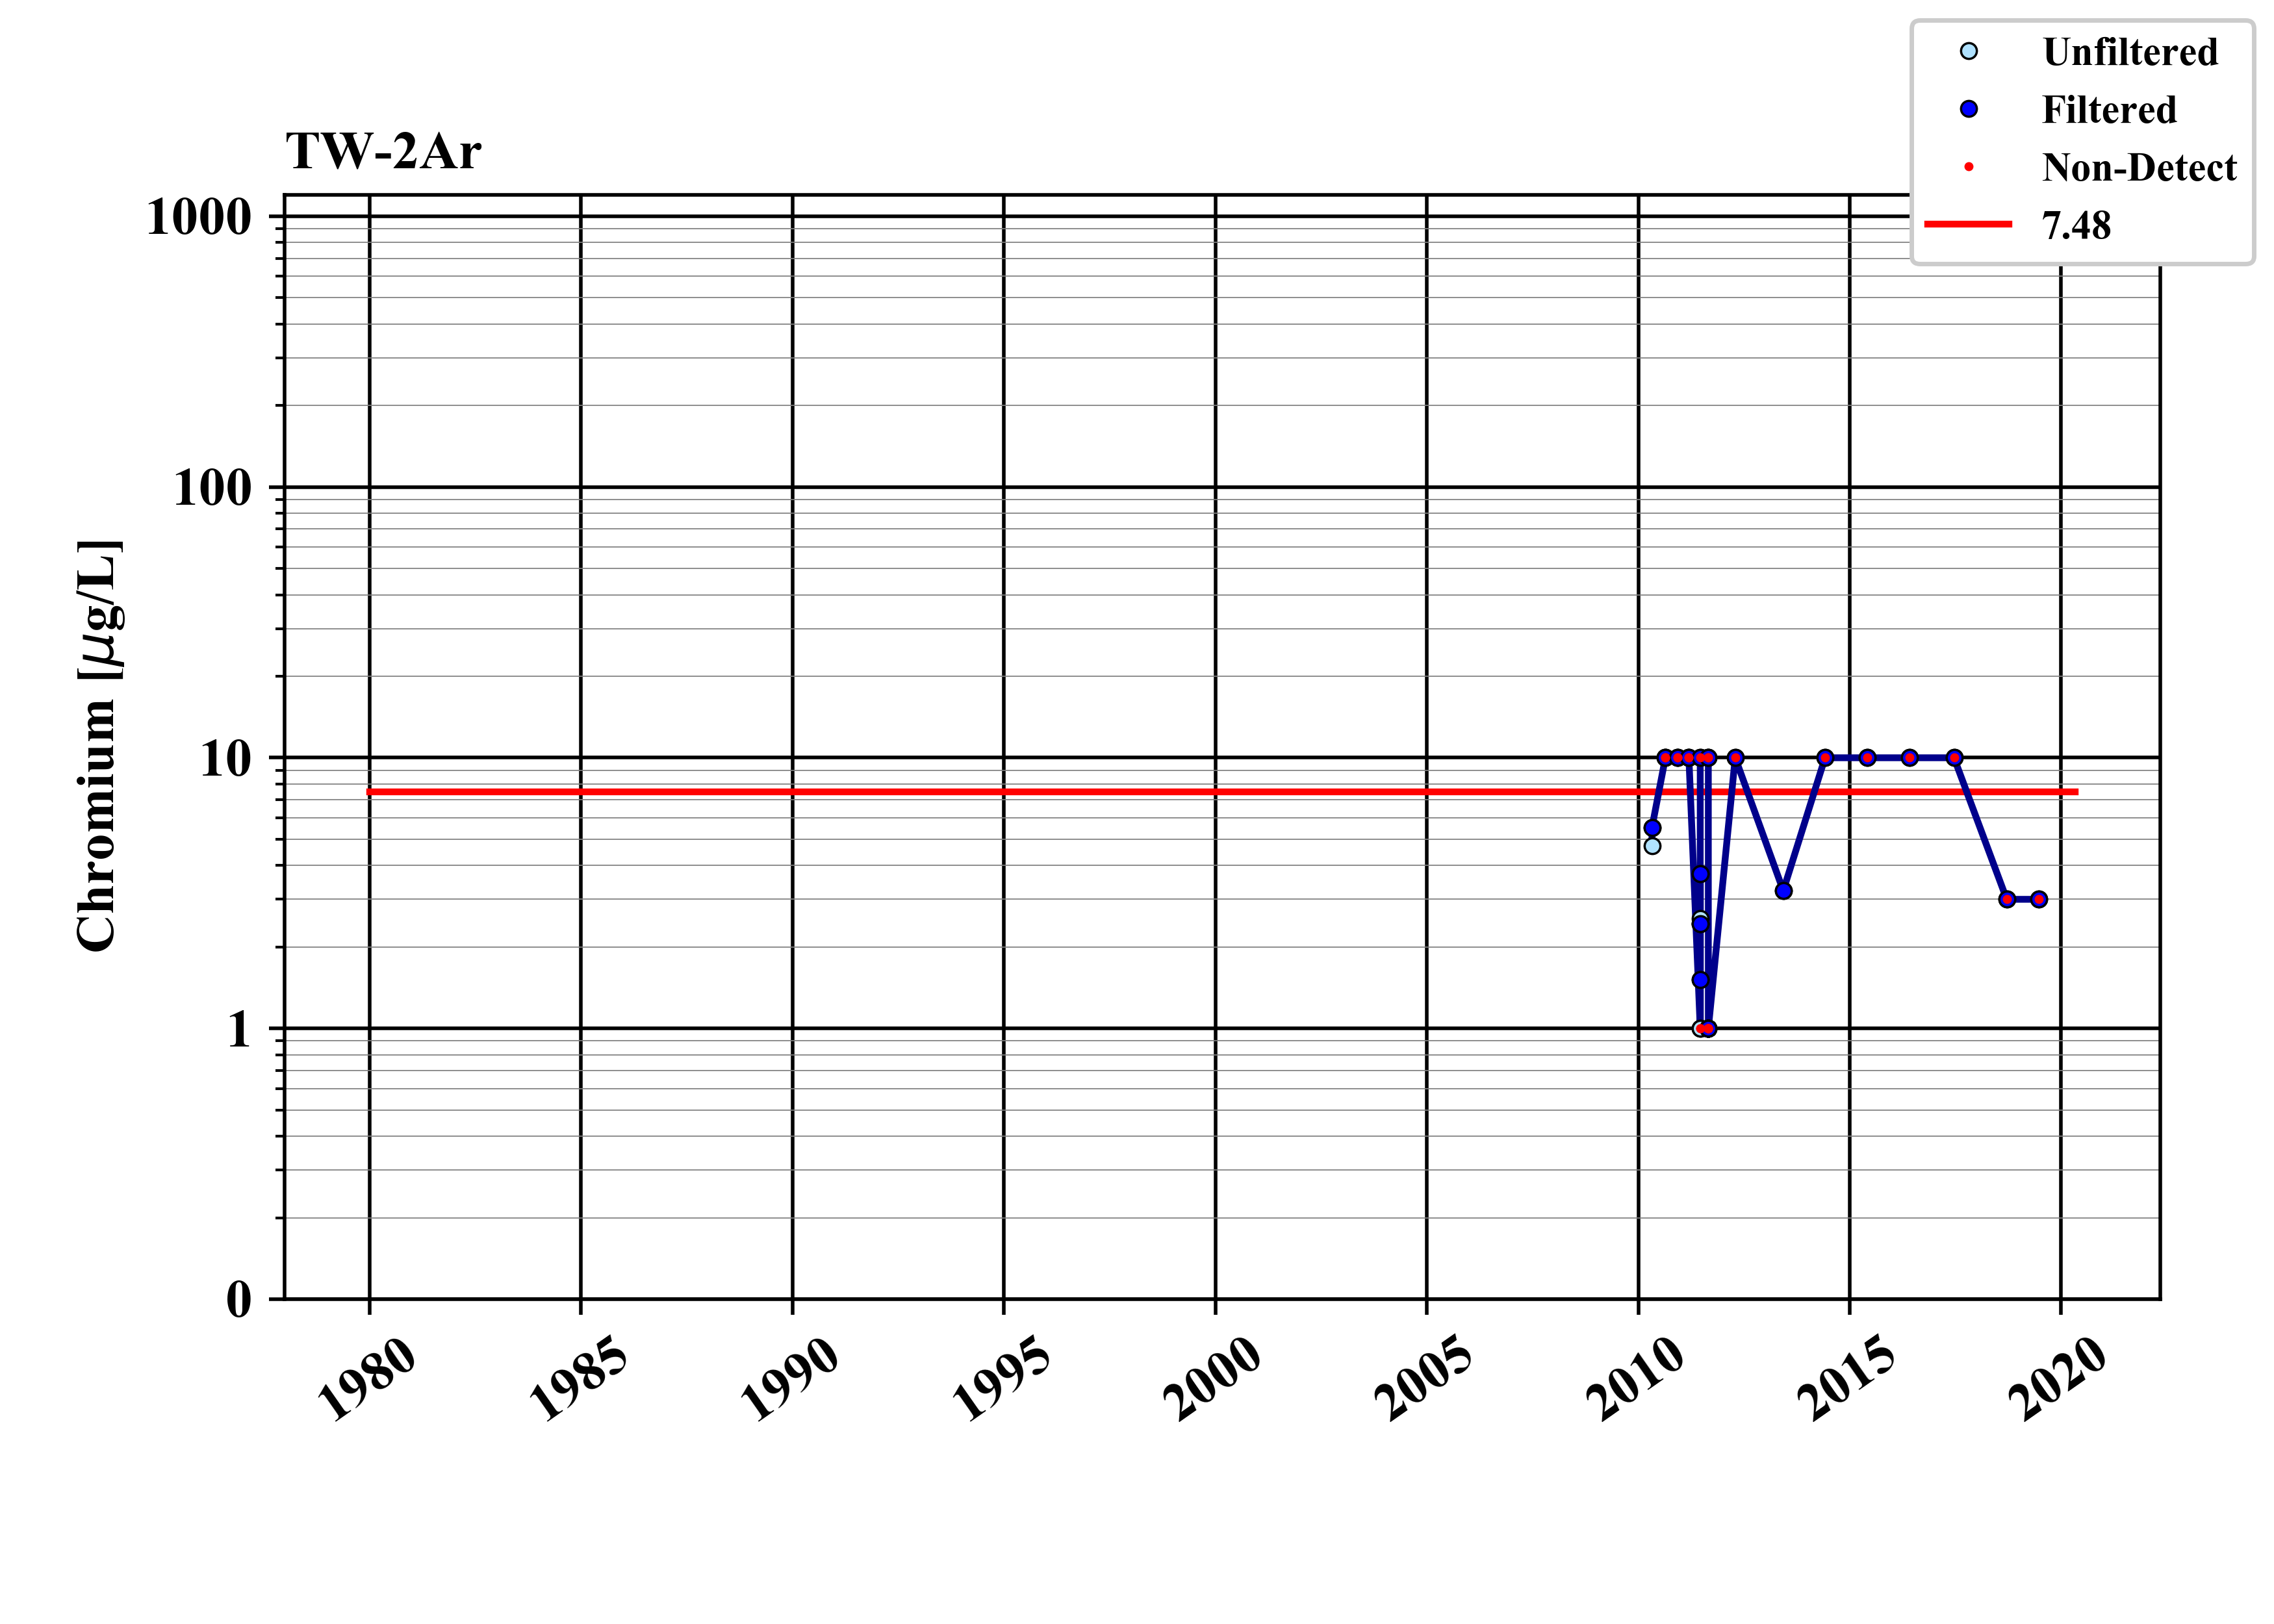 Unfiltered
Filtered
Non-Detect
7.48
TW-2Ar
1000
100
10
1
0
Chromium [μg/L]
1980 1985 1990 1995 2000 2005 2010 2015 2020